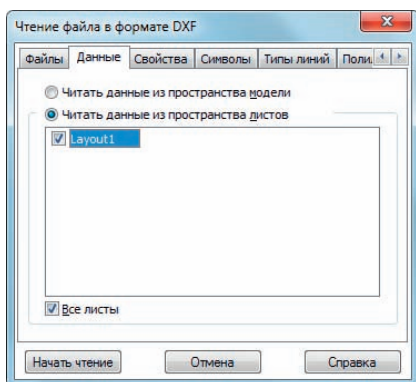 Чтение файла в формате DXF
Файлы Данные Свойства Символы Типы линий Поли
Читать данные из пространства модели
Читать данные из пространства листов
Layout1
Все листы
Начать чтение Отмена Справка